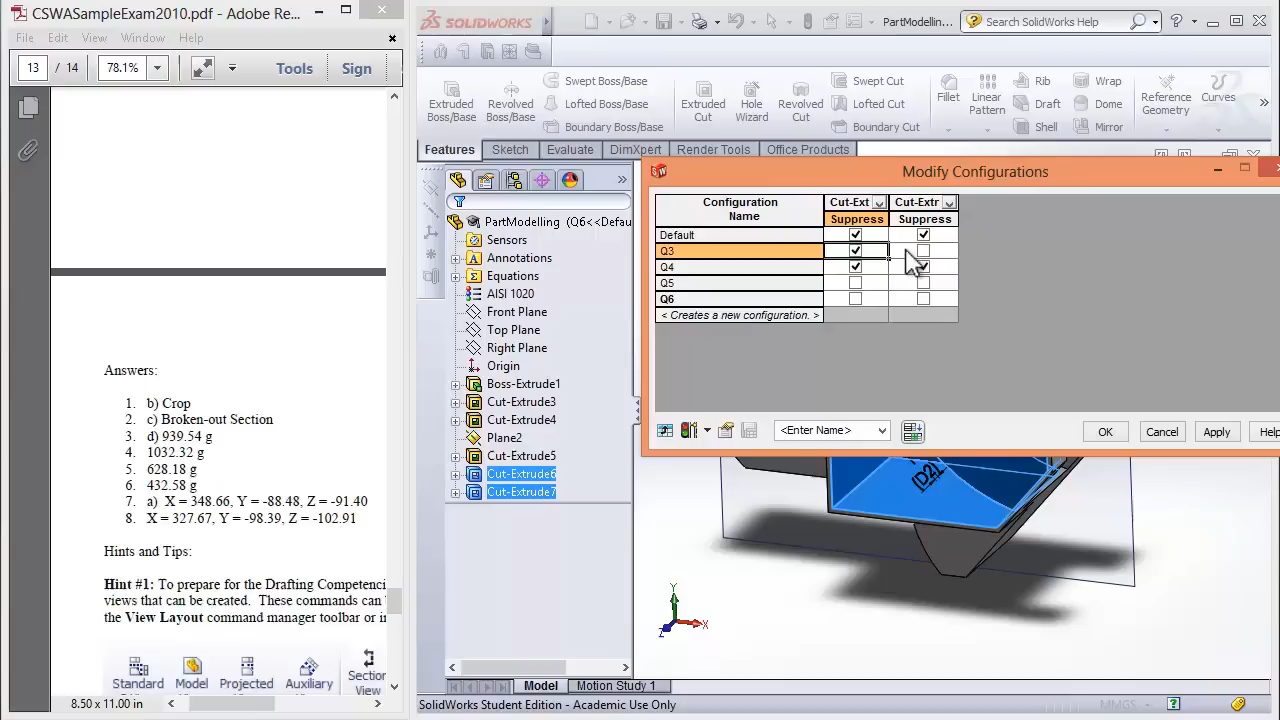 CSWASampleExam2010.pdf - Adobe Re...
File Edit View Window Help
13 / 14 78.1% Tools Sign
Answers:
1. b) Crop
2. c) Broken-out Section
3. d) 939.54 g
4. 1032.32 g
5. 628.18 g
6. 432.58 g
7. a) X = 348.66, Y = -88.48, Z = -91.40
8. X = 327.67, Y = -98.39, Z = -102.91
Hints and Tips:
Hint #1: To prepare for the Drafting Competenci
views that can be created. These commands can
the View Layout command manager toolbar or in
Standard Model Projected Auxiliary Section
View
8.50 x 11.00 in
SOLIDWORKS PartModellin... Search SolidWorks Help
Extruded Boss/Base
Revolved Boss/Base
Swept Boss/Base
Lofted Boss/Base
Boundary Boss/Base
Extruded Cut
Hole Wizard
Revolved Cut
Swept Cut
Lofted Cut
Boundary Cut
Fillet
Linear Pattern
Rib
Draft
Shell
Wrap
Dome
Mirror
Reference Geometry
Curves
Features Sketch Evaluate DimXpert Render Tools Office Products
PartModelling (Q6<<Defau
Sensors
Annotations
Equations
AISI 1020
Front Plane
Top Plane
Right Plane
Origin
Boss-Extrude1
Cut-Extrude3
Cut-Extrude4
Plane2
Cut-Extrude5
Cut-Extrude6
Cut-Extrude7
Modify Configurations
Configuration Name Cut-Ext Cut-Extr
Suppress Suppress
Default
Q3
Q4
Q5
Q6
< Creates a new configuration. >
<Enter Name> OK Cancel Apply Help
(D2)
Y
X
Z
Model Motion Study 1
SolidWorks Student Edition - Academic Use Only MMGS